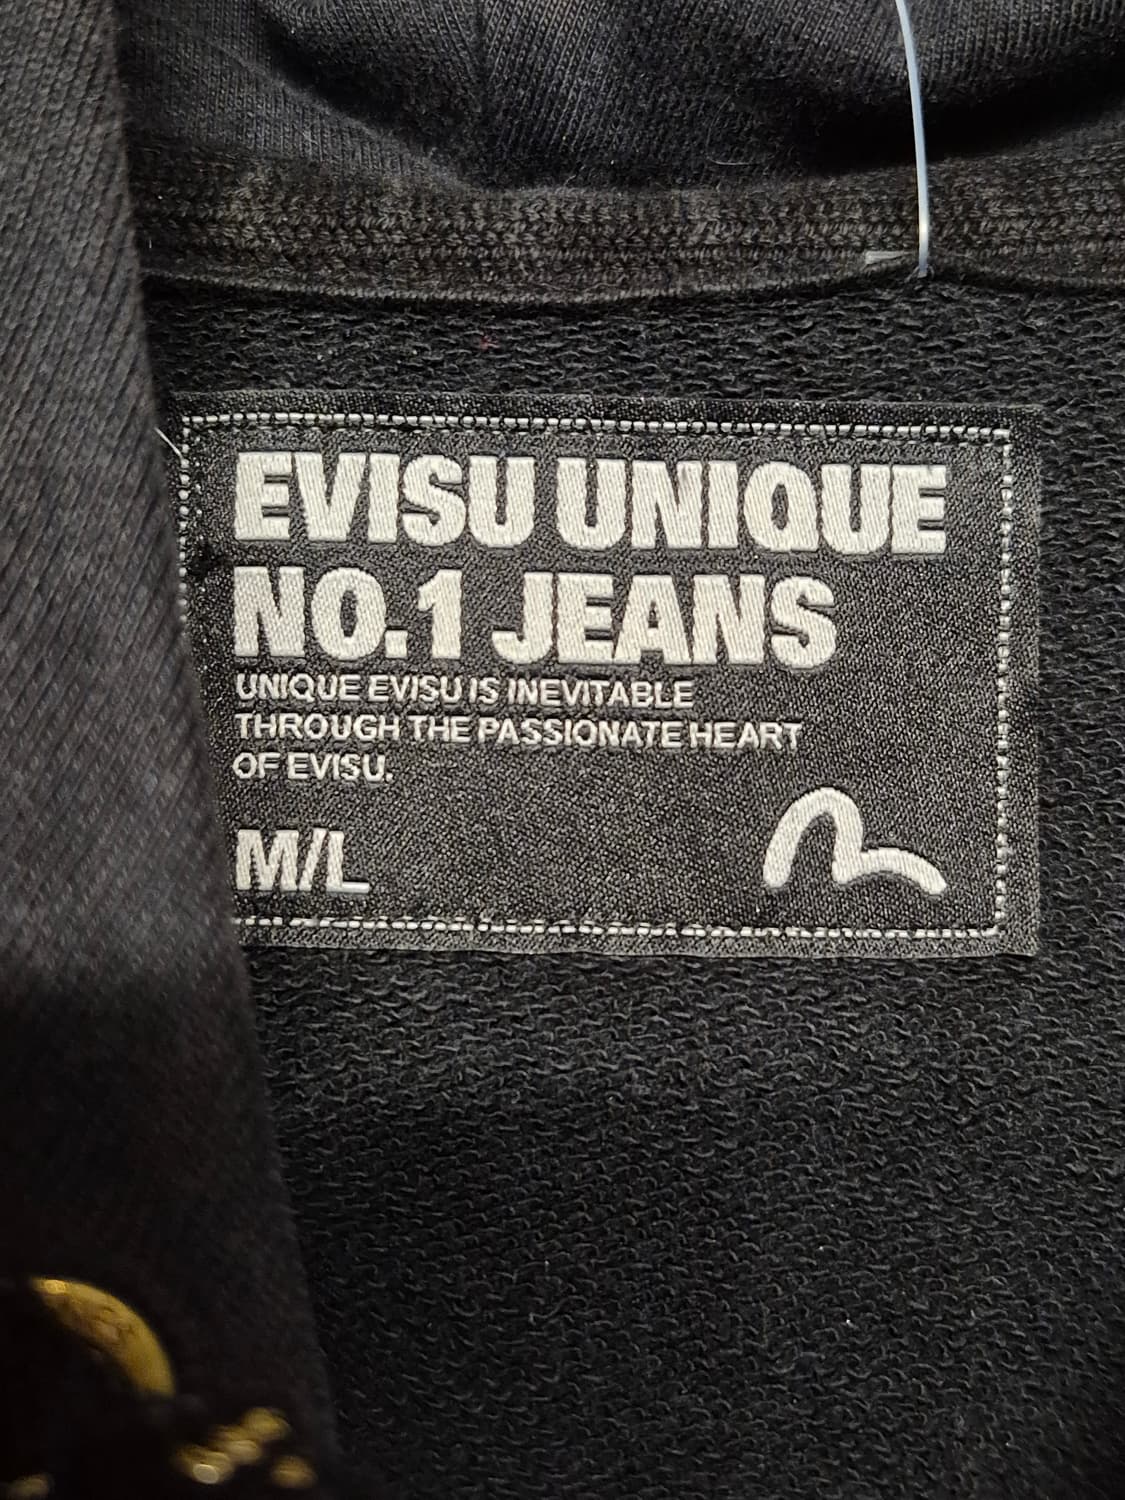 EVISU UNIQUE
NO.1 JEANS
UNIQUE EVISU IS INEVITABLE
THROUGH THE PASSIONATE HEART
OF EVISU.
M/L